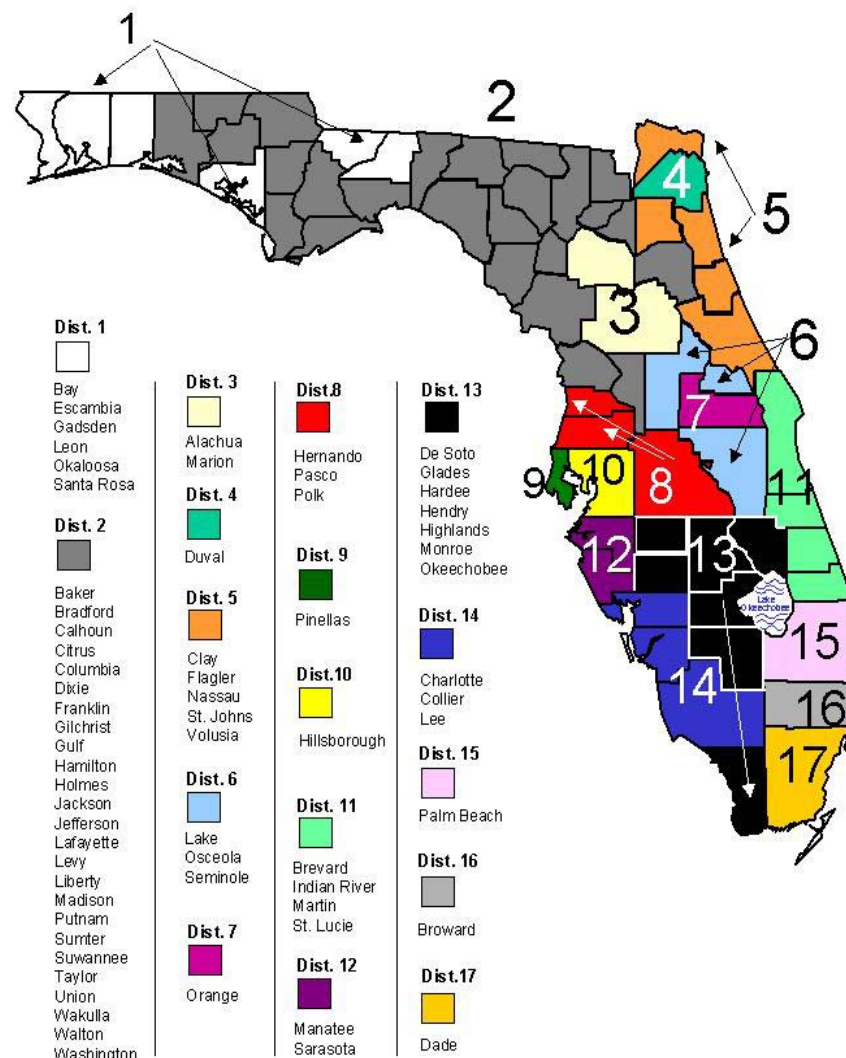 1
2
4
5
3
6
7
10
9
8
11
12
13
Lake
Okeechobee
15
14
16
17
Dist. 1
Bay
Escambia
Gadsden
Leon
Okaloosa
Santa Rosa
Dist. 2
Baker
Bradford
Calhoun
Citrus
Columbia
Dixie
Franklin
Gilchrist
Gulf
Hamilton
Holmes
Jackson
Jefferson
Lafayette
Levy
Liberty
Madison
Putnam
Sumter
Suwannee
Taylor
Union
Wakulla
Walton
Washington
Dist. 3
Alachua
Marion
Dist. 4
Duval
Dist. 5
Clay
Flagler
Nassau
St. Johns
Volusia
Dist. 6
Lake
Osceola
Seminole
Dist. 7
Orange
Dist.8
Hernando
Pasco
Polk
Dist. 9
Pinellas
Dist.10
Hillsborough
Dist. 11
Brevard
Indian River
Martin
St. Lucie
Dist. 12
Manatee
Sarasota
Dist. 13
De Soto
Glades
Hardee
Hendry
Highlands
Monroe
Okeechobee
Dist. 14
Charlotte
Collier
Lee
Dist. 15
Palm Beach
Dist. 16
Broward
Dist.17
Dade